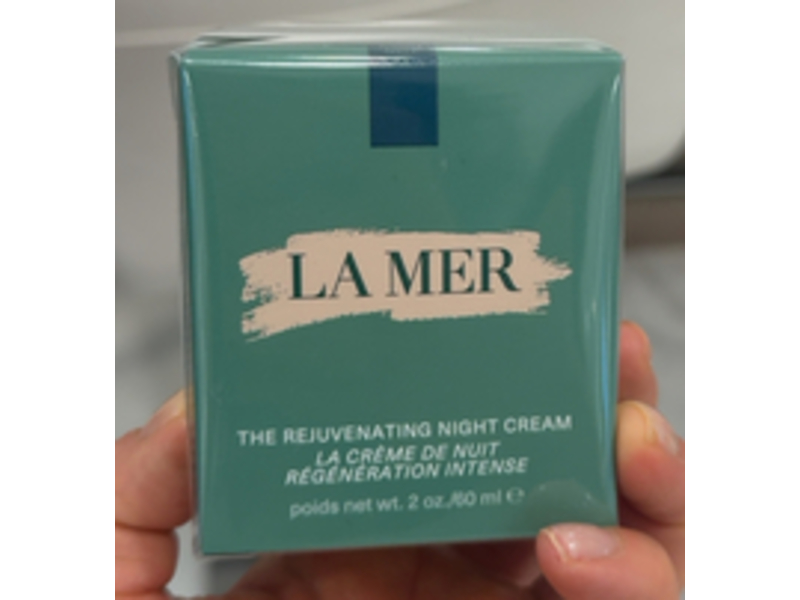 LA MER
THE REJUVENATING NIGHT CREAM
LA CRÈME DE NUIT
RÉGÉNÉRATION INTENSE
poids net wt. 2 oz./60 ml ℮